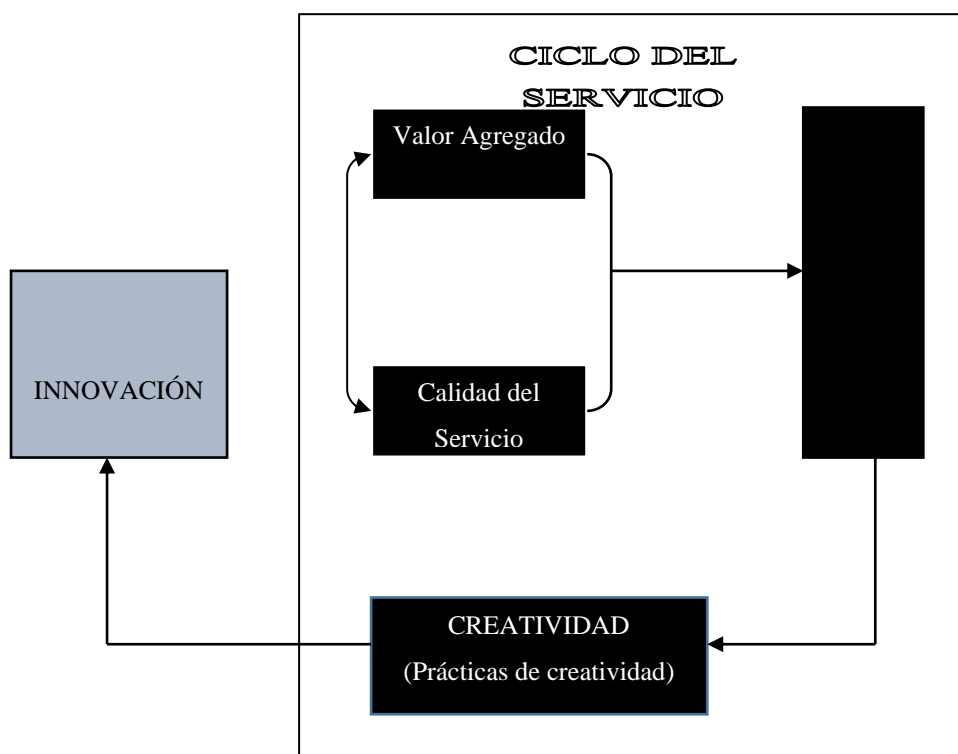 CICLO DEL
SERVICIO
Valor Agregado
INNOVACIÓN
Calidad del
Servicio
CREATIVIDAD
(Prácticas de creatividad)